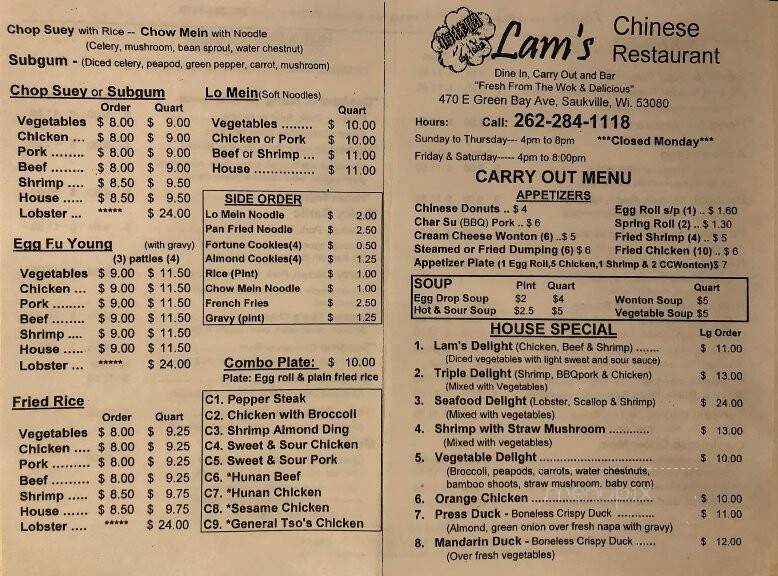 Chop Suey with Rice -- Chow Mein with Noodle
(Celery, mushroom, bean sprout, water chestnut)
Subgum - (Diced celery, peapod, green pepper, carrot, mushroom)
Chop Suey or Subgum
Order Quart
Vegetables $ 8.00 $ 9.00
Chicken ... $ 8.00 $ 9.00
Pork ........ $ 8.00 $ 9.00
Beef ........ $ 8.00 $ 9.00
Shrimp .... $ 8.50 $ 9.50
House ..... $ 8.50 $ 9.50
Lobster ... ***** $ 24.00
Egg Fu Young (with gravy)
(3) patties (4)
Vegetables $ 9.00 $ 11.50
Chicken ... $ 9.00 $ 11.50
Pork ........ $ 9.00 $ 11.50
Beef ........ $ 9.00 $ 11.50
Shrimp .... $ 9.00 $ 11.50
House ..... $ 9.00 $ 11.50
Lobster ... ***** $ 24.00
Fried Rice
Order Quart
Vegetables $ 8.00 $ 9.25
Chicken .... $ 8.00 $ 9.25
Pork ......... $ 8.00 $ 9.25
Beef ......... $ 8.00 $ 9.25
Shrimp ..... $ 8.50 $ 9.75
House ...... $ 8.50 $ 9.75
Lobster .... ***** $ 24.00
Lo Mein(Soft Noodles)
Quart
Vegetables ........ $ 10.00
Chicken or Pork $ 10.00
Beef or Shrimp ... $ 11.00
House ............... $ 11.00
SIDE ORDER
Lo Mein Noodle $ 2.00
Pan Fried Noodle $ 2.50
Fortune Cookies(4) $ 0.50
Almond Cookies(4) $ 1.25
Rice (Pint) $ 1.00
Chow Mein Noodle $ 1.00
French Fries $ 2.50
Gravy (pint) $ 1.25
Combo Plate: $ 10.00
Plate: Egg roll & plain fried rice
C1. Pepper Steak
C2. Chicken with Broccoli
C3. Shrimp Almond Ding
C4. Sweet & Sour Chicken
C5. Sweet & Sour Pork
C6. *Hunan Beef
C7. *Hunan Chicken
C8. *Sesame Chicken
C9. *General Tso's Chicken
Lam's Chinese
Restaurant
Dine In, Carry Out and Bar
"Fresh From The Wok & Delicious"
470 E Green Bay Ave, Saukville, Wi. 53080
Hours: Call: 262-284-1118
Sunday to Thursday--- 4pm to 8pm ***Closed Monday***
Friday & Saturday----- 4pm to 8:00pm
CARRY OUT MENU
APPETIZERS
Chinese Donuts .. $ 4
Char Su (BBQ) Pork .. $ 6
Cream Cheese Wonton (6) ..$ 5
Steamed or Fried Dumping (6) $ 6
Egg Roll s/p (1) .. $ 1.60
Spring Roll (2) .. $ 1.30
Fried Shrimp (4) .. $ 5
Fried Chicken (10) .. $ 6
Appetizer Plate (1 Egg Roll,5 Chicken,1 Shrimp & 2 CCWonton)$ 7
SOUP Pint Quart Quart
Egg Drop Soup $2 $4 Wonton Soup $5
Hot & Sour Soup $2.5 $5 Vegetable Soup $5
HOUSE SPECIAL Lg Order
1. Lam's Delight (Chicken, Beef & Shrimp) ....... $ 11.00
(Diced vegetables with light sweet and sour sauce)
2. Triple Delight (Shrimp, BBQpork & Chicken) $ 13.00
(Mixed with Vegetables)
3. Seafood Delight (Lobster, Scallop & Shrimp) $ 24.00
(Mixed with vegetables)
4. Shrimp with Straw Mushroom ............ $ 13.00
(Mixed with vegetables)
5. Vegetable Delight ................................. $ 10.00
(Broccoli, peapods, carrots, water chestnuts,
bamboo shoots, straw mushroom, baby corn)
6. Orange Chicken ................................... $ 10.00
7. Press Duck - Boneless Crispy Duck ........... $ 11.00
(Almond, green onion over fresh napa with gravy)
8. Mandarin Duck - Boneless Crispy Duck ...... $ 12.00
(Over fresh vegetables)